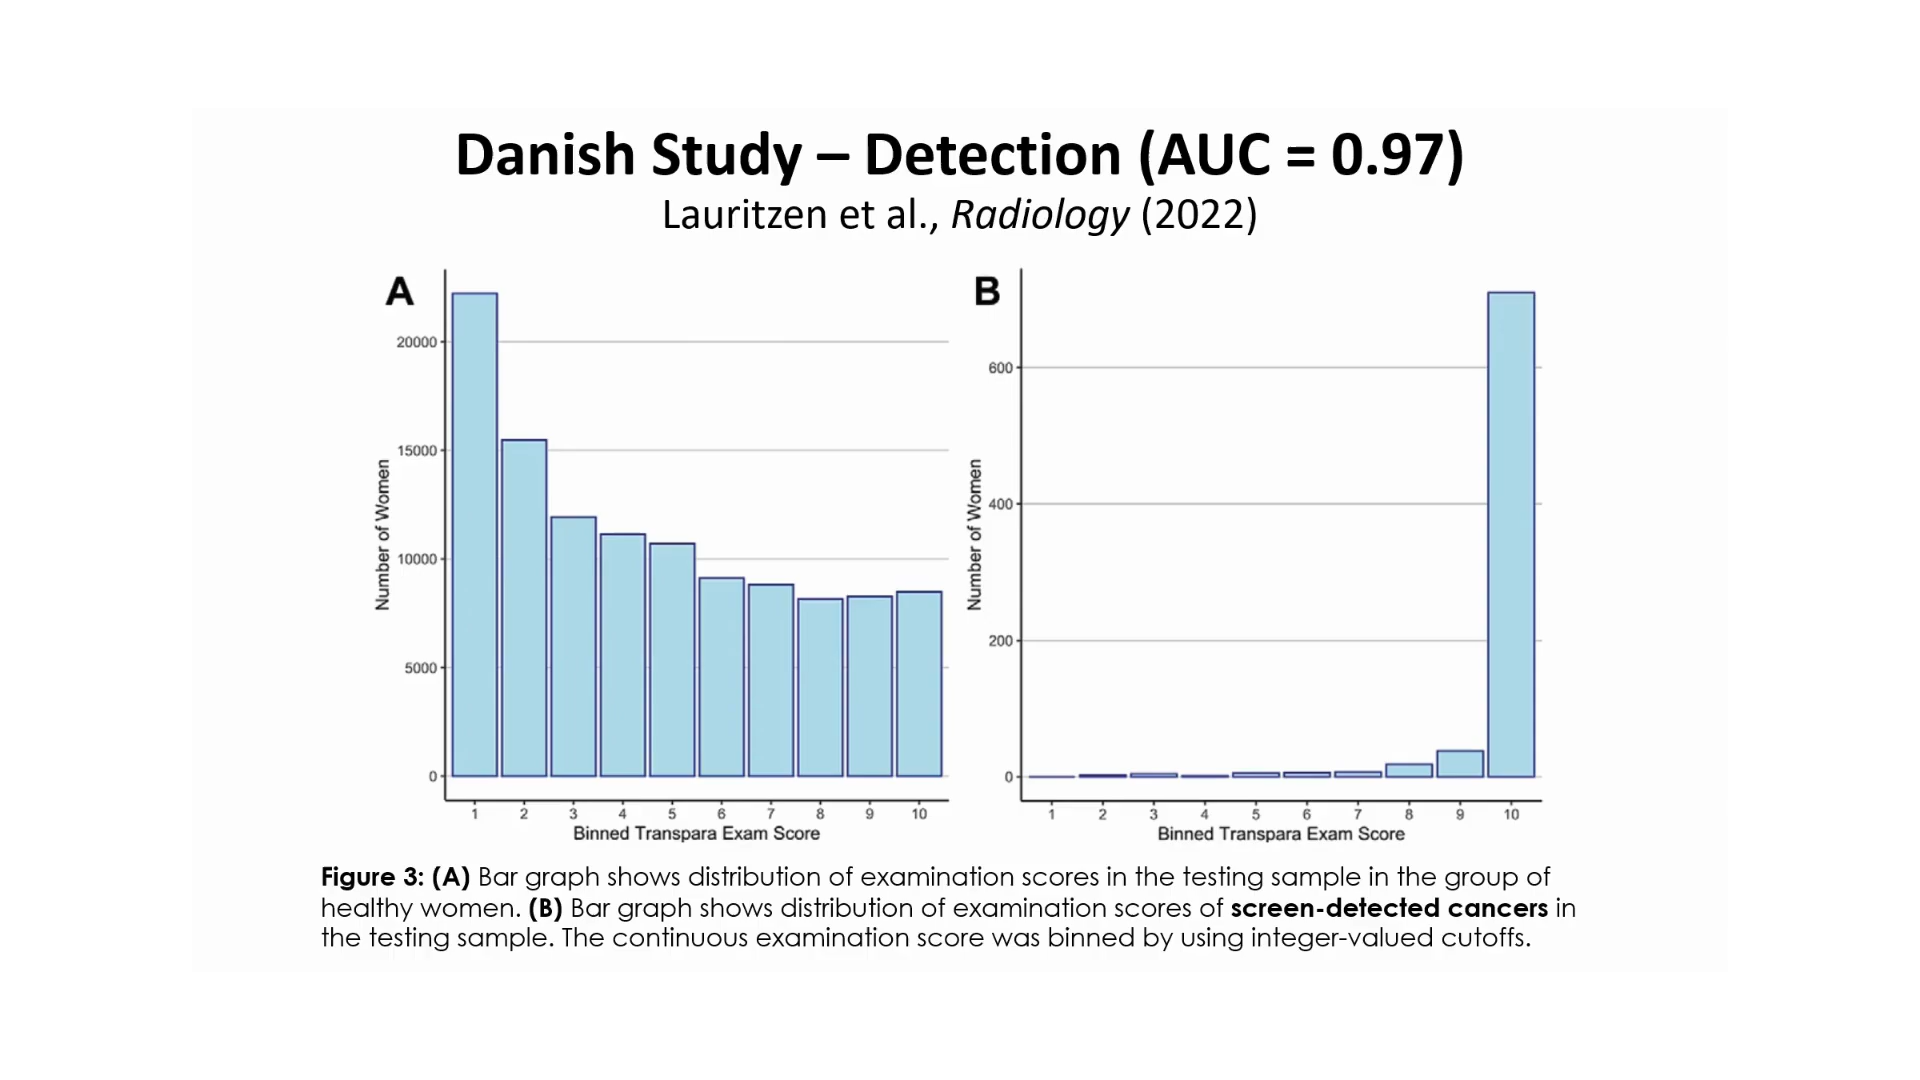 Danish Study – Detection (AUC = 0.97)
Lauritzen et al., Radiology (2022)
A
20000
15000
10000
5000
0
Number of Women
1 2 3 4 5 6 7 8 9 10
Binned Transpara Exam Score
B
600
400
200
0
Number of Women
1 2 3 4 5 6 7 8 9 10
Binned Transpara Exam Score
Figure 3: (A) Bar graph shows distribution of examination scores in the testing sample in the group of
healthy women. (B) Bar graph shows distribution of examination scores of screen-detected cancers in
the testing sample. The continuous examination score was binned by using integer-valued cutoffs.